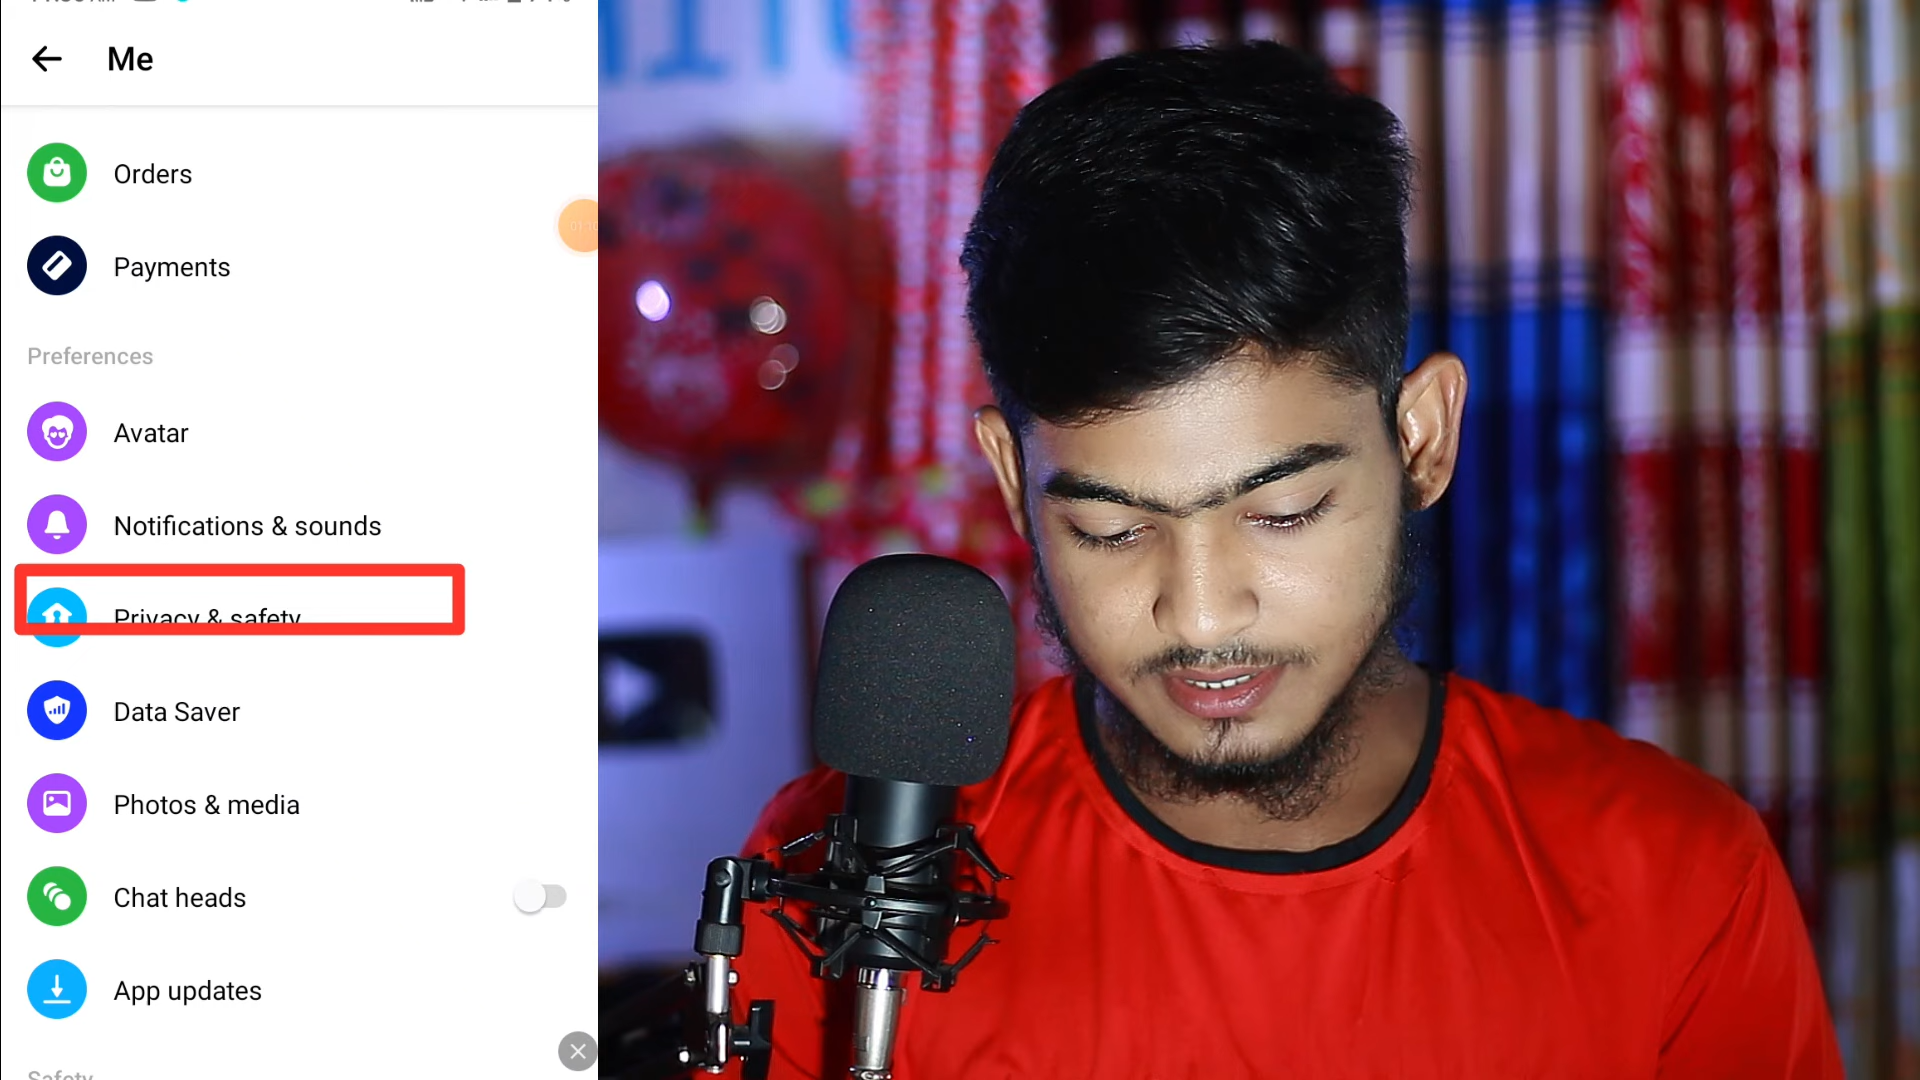 Me
Orders
Payments
Preferences
Avatar
Notifications & sounds
Privacy & safety
Data Saver
Photos & media
Chat heads
App updates
Safety